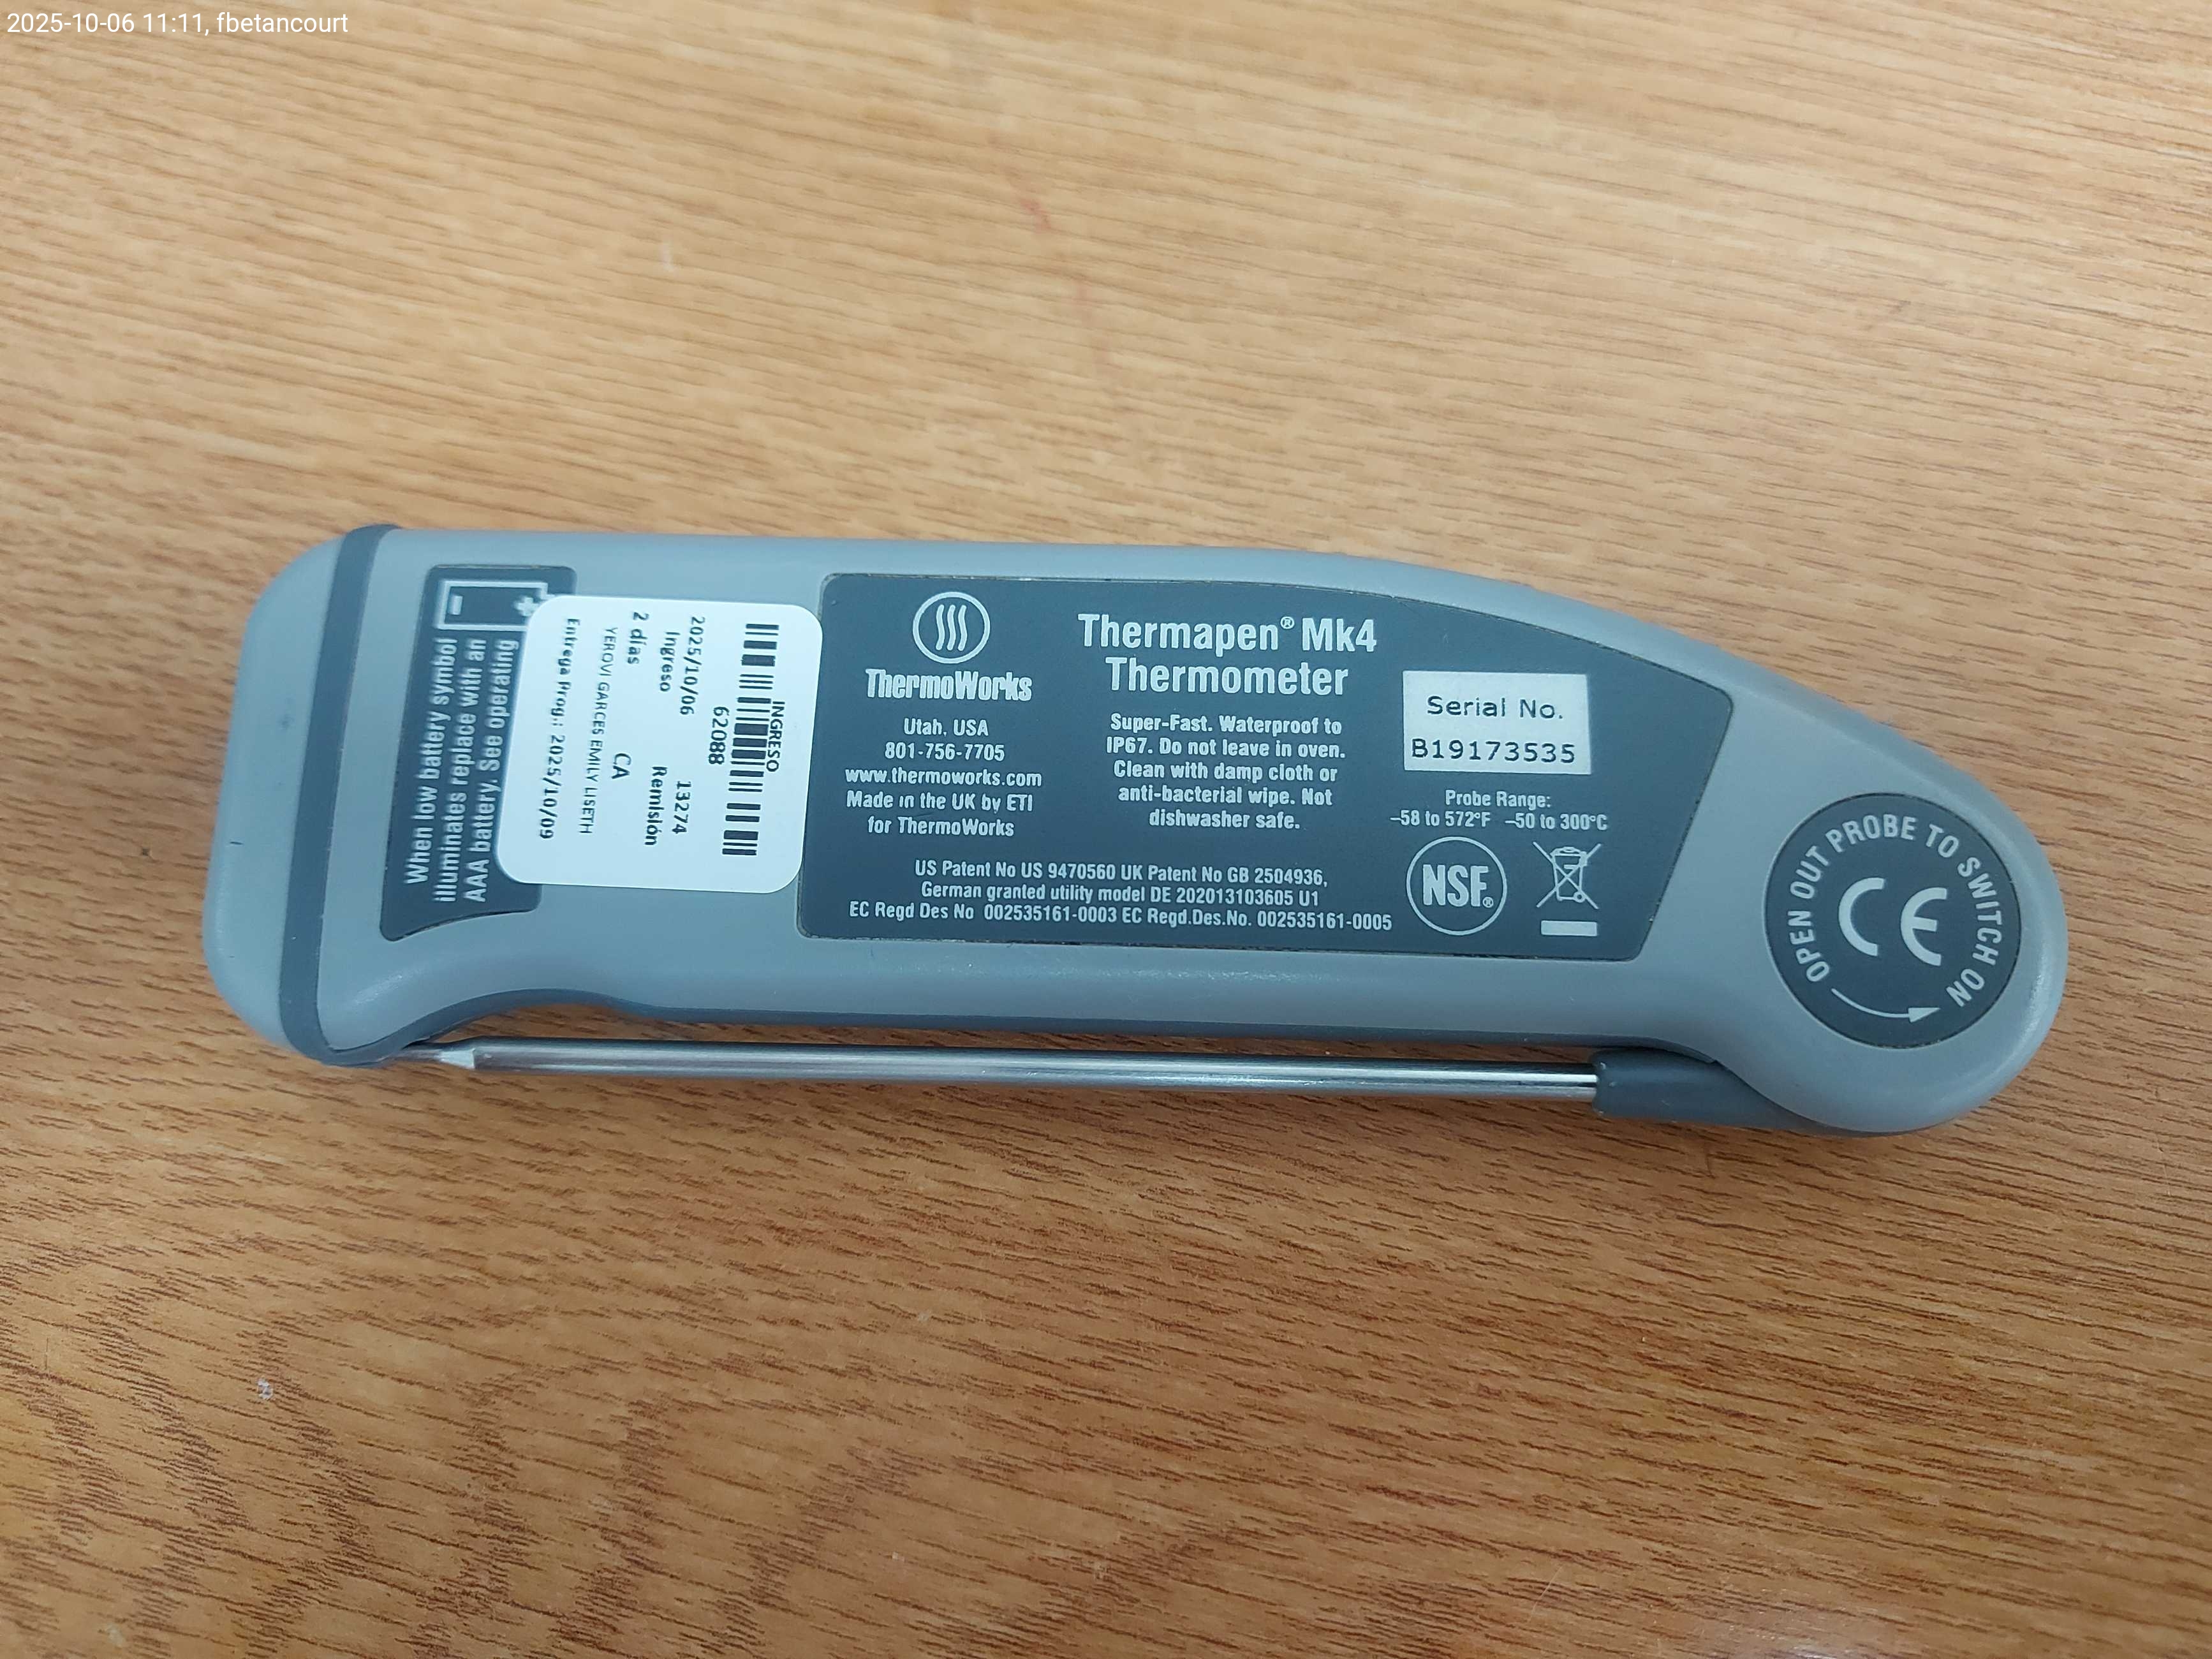 2025-10-06 11:11, fbetancourt
When low battery symbol
illuminates replace with an
AAA battery. See operating
INGRESO
62088
2025/10/06 13274
Ingreso Remisión
2 días CA
YEROVI GARCES EMILY LISETH
Entrega Prog.: 2025/10/09
ThermoWorks
Utah, USA
801-756-7705
www.thermoworks.com
Made in the UK by ETI
for ThermoWorks
Thermapen® Mk4
Thermometer
Super-Fast. Waterproof to
IP67. Do not leave in oven.
Clean with damp cloth or
anti-bacterial wipe. Not
dishwasher safe.
Serial No.
B19173535
Probe Range:
-58 to 572°F -50 to 300°C
US Patent No US 9470560 UK Patent No GB 2504936,
German granted utility model DE 202013103605 U1
EC Regd Des No 002535161-0003 EC Regd.Des.No. 002535161-0005
NSF®
OPEN OUT PROBE TO SWITCH ON
CE